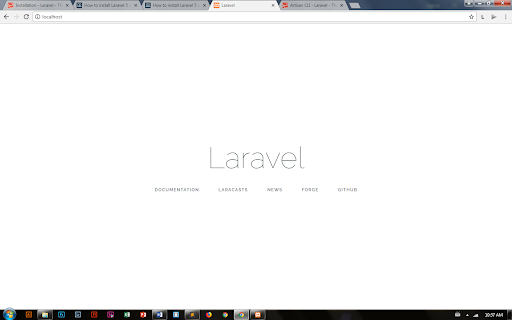 Installation - Laravel - Th
How to install Laravel 5
How to install Laravel 5
Laravel
Artisan CLI - Laravel - Th
localhost
Laravel
DOCUMENTATION LARACASTS NEWS FORGE GITHUB
10:57 AM